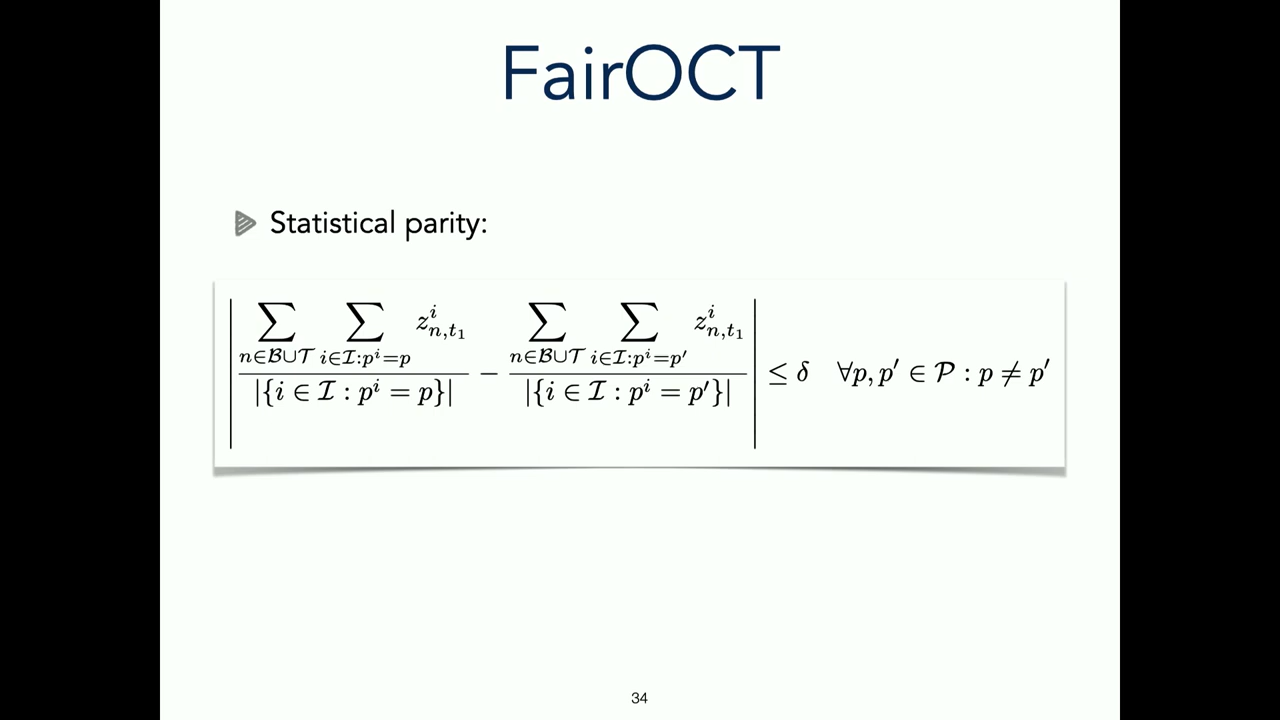 FairOCT
Statistical parity:
$$\left| \frac{\sum_{n \in \mathcal{B} \cup \mathcal{T}} \sum_{i \in \mathcal{I} : p^i = p} z^i_{n,t_1}}{|\{i \in \mathcal{I} : p^i = p\}|} - \frac{\sum_{n \in \mathcal{B} \cup \mathcal{T}} \sum_{i \in \mathcal{I} : p^i = p'} z^i_{n,t_1}}{|\{i \in \mathcal{I} : p^i = p'\}|} \right| \leq \delta \quad \forall p, p' \in \mathcal{P} : p \neq p'$$
34